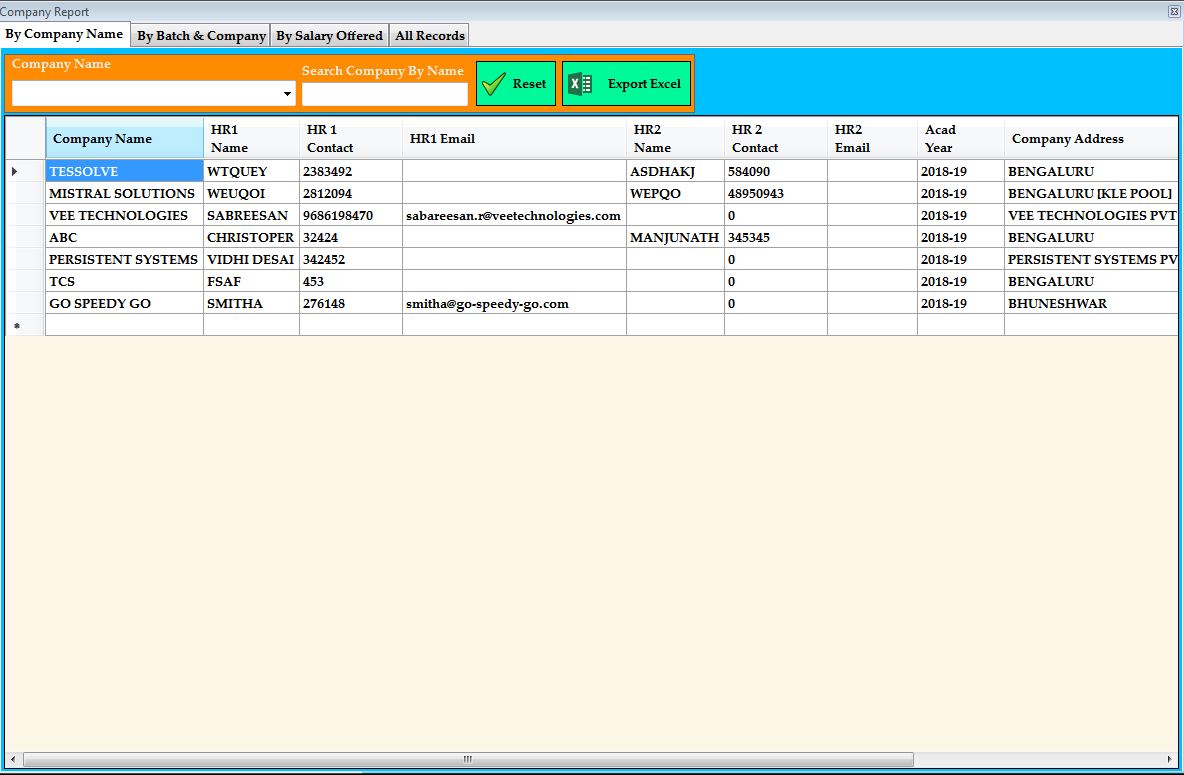 Company Report
By Company Name By Batch & Company By Salary Offered All Records
Company Name Search Company By Name Reset Export Excel
Company Name HR1 Name HR 1 Contact HR1 Email HR2 Name HR 2 Contact HR2 Email Acad Year Company Address
TESSOLVE WTQUEY 2383492 ASDHAKJ 584090 2018-19 BENGALURU
MISTRAL SOLUTIONS WEUQOI 2812094 WEPQO 48950943 2018-19 BENGALURU [KLE POOL]
VEE TECHNOLOGIES SABREESAN 9686198470 sabareesan.r@veetechnologies.com 0 2018-19 VEE TECHNOLOGIES PVT
ABC CHRISTOPER 32424 MANJUNATH 345345 2018-19 BENGALURU
PERSISTENT SYSTEMS VIDHI DESAI 342452 0 2018-19 PERSISTENT SYSTEMS PV
TCS FSAF 453 0 2018-19 BENGALURU
GO SPEEDY GO SMITHA 276148 smitha@go-speedy-go.com 0 2018-19 BHUNESHWAR